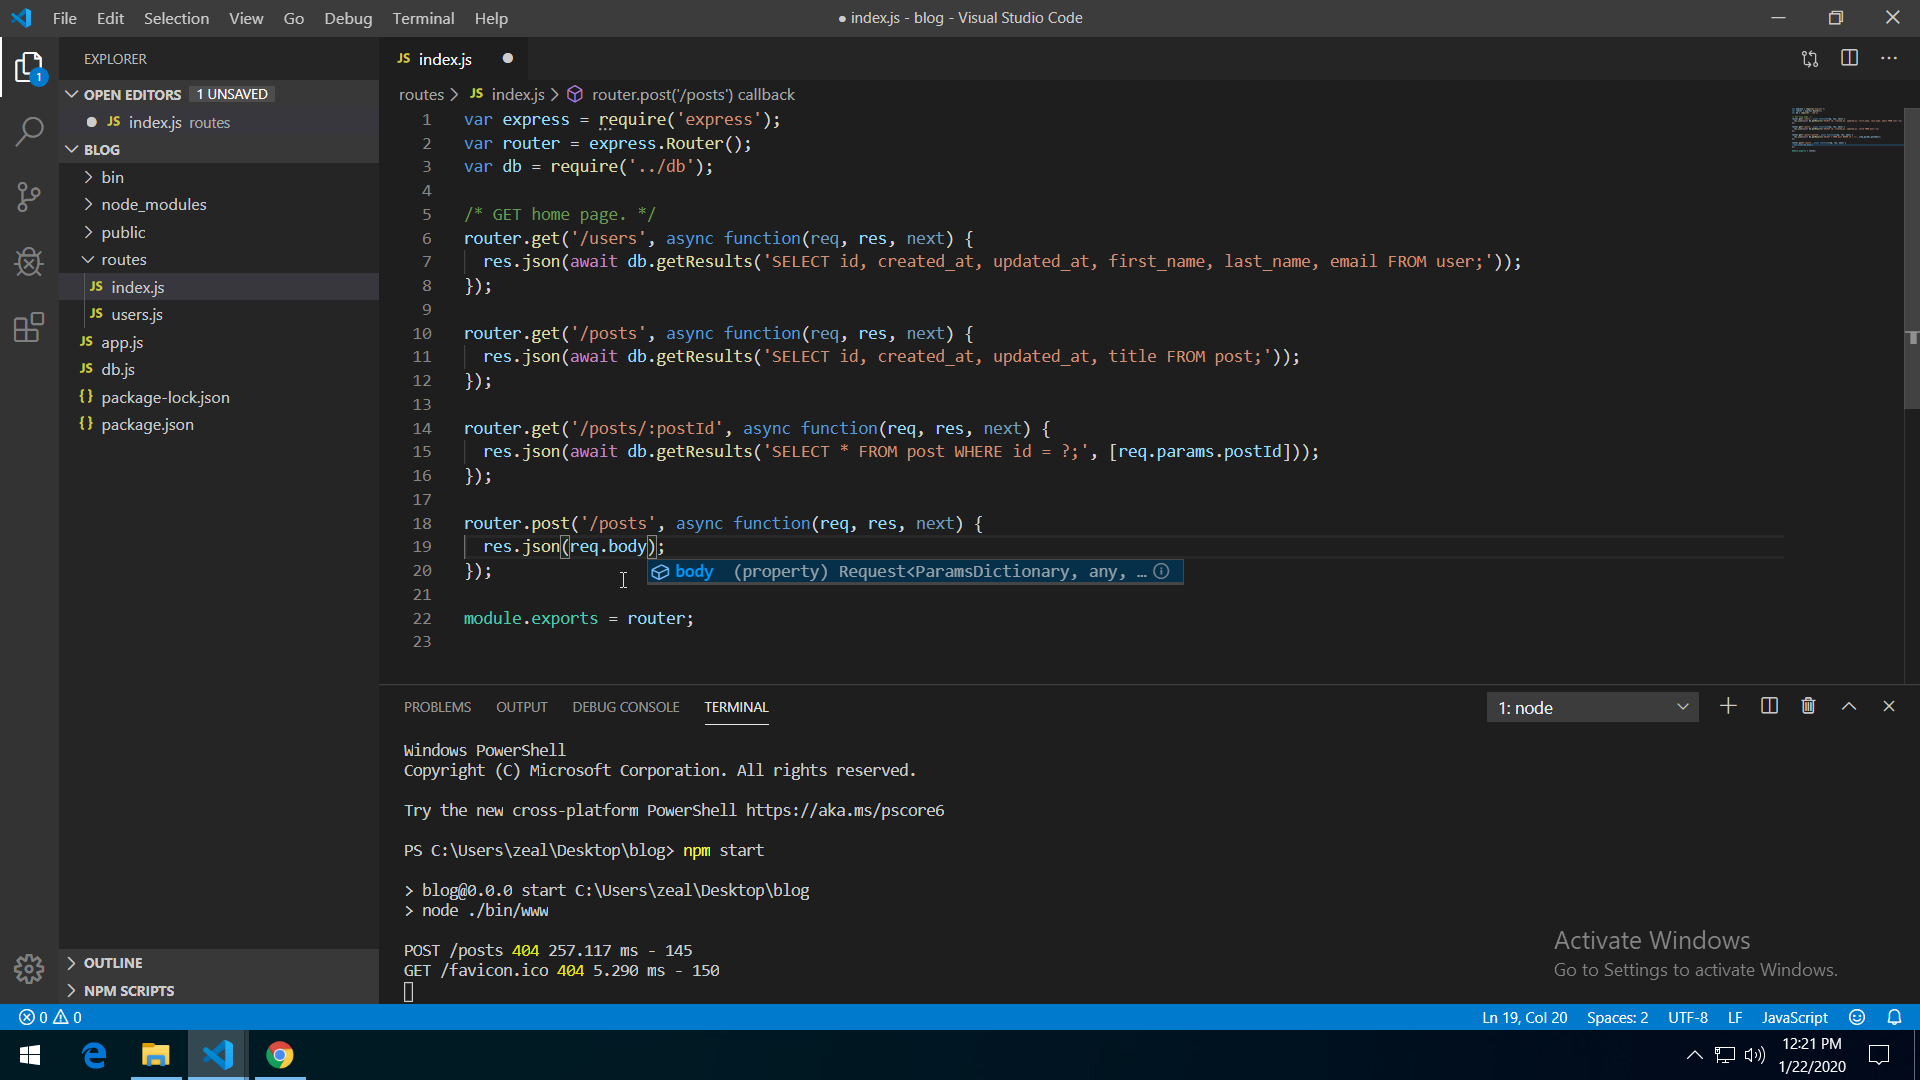 File Edit Selection View Go Debug Terminal Help
● index.js - blog - Visual Studio Code
1
EXPLORER
OPEN EDITORS 1 UNSAVED
JS index.js routes
BLOG
bin
node_modules
public
routes
JS index.js
JS users.js
JS app.js
JS db.js
{} package-lock.json
{} package.json
OUTLINE
NPM SCRIPTS
JS index.js
routes > JS index.js > router.post('/posts') callback
1 var express = require('express');
2 var router = express.Router();
3 var db = require('../db');
4
5 /* GET home page. */
6 router.get('/users', async function(req, res, next) {
7 res.json(await db.getResults('SELECT id, created_at, updated_at, first_name, last_name, email FROM user;'));
8 });
9
10 router.get('/posts', async function(req, res, next) {
11 res.json(await db.getResults('SELECT id, created_at, updated_at, title FROM post;'));
12 });
13
14 router.get('/posts/:postId', async function(req, res, next) {
15 res.json(await db.getResults('SELECT * FROM post WHERE id = ?;', [req.params.postId]));
16 });
17
18 router.post('/posts', async function(req, res, next) {
19 res.json(req.body);
20 });
body (property) Request<ParamsDictionary, any, …
21
22 module.exports = router;
23
PROBLEMS OUTPUT DEBUG CONSOLE TERMINAL
1: node
Windows PowerShell
Copyright (C) Microsoft Corporation. All rights reserved.
Try the new cross-platform PowerShell https://aka.ms/pscore6
PS C:\Users\zeal\Desktop\blog> npm start
> blog@0.0.0 start C:\Users\zeal\Desktop\blog
> node ./bin/www
POST /posts 404 257.117 ms - 145
GET /favicon.ico 404 5.290 ms - 150
Activate Windows
Go to Settings to activate Windows.
0 0
Ln 19, Col 20 Spaces: 2 UTF-8 LF JavaScript
12:21 PM
1/22/2020